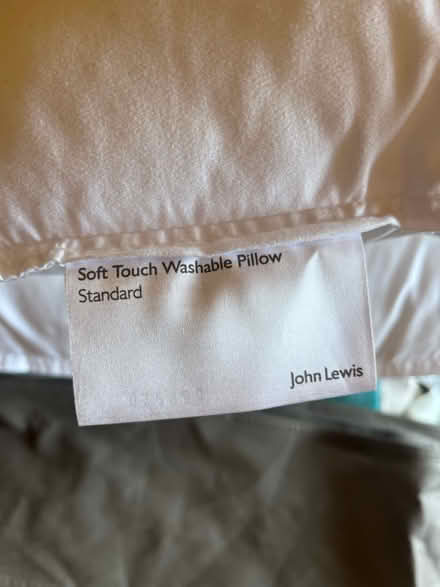 Soft Touch Washable Pillow
Standard
John Lewis